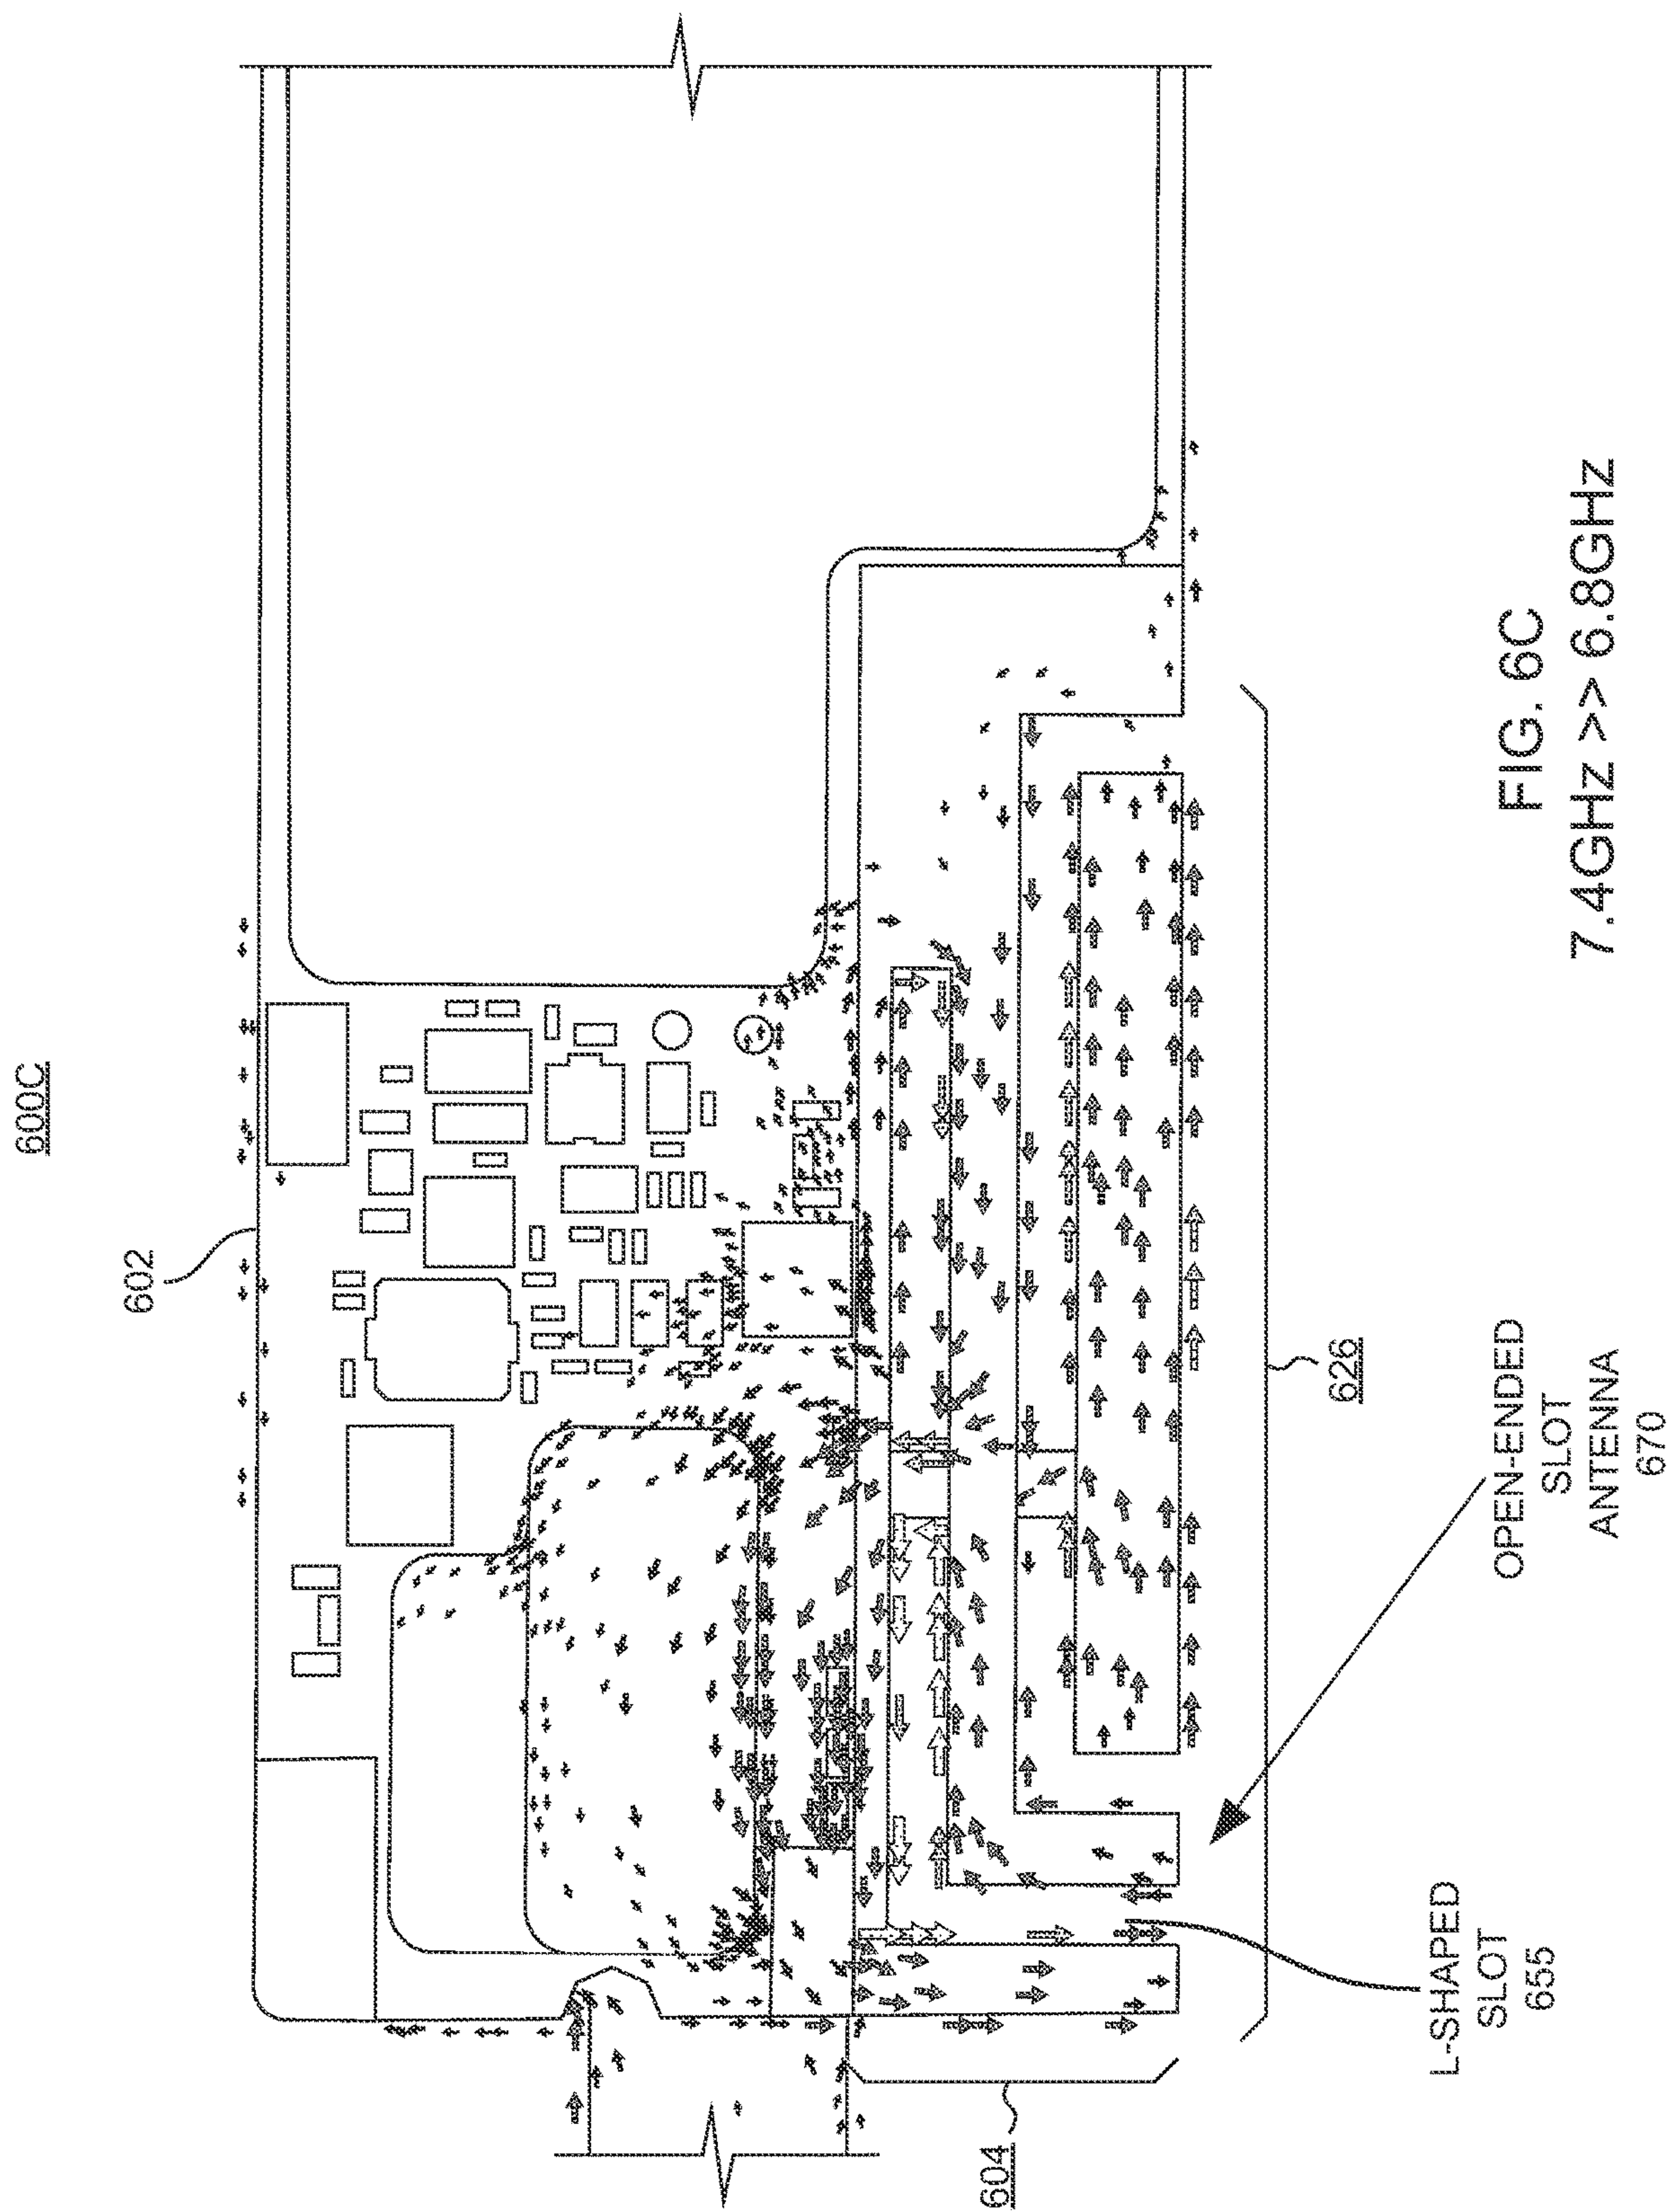 600C
602
626
604
OPEN-ENDED
SLOT
ANTENNA
670
L-SHAPED
SLOT
655
FIG. 6C
7.4GHz >> 6.8GHz